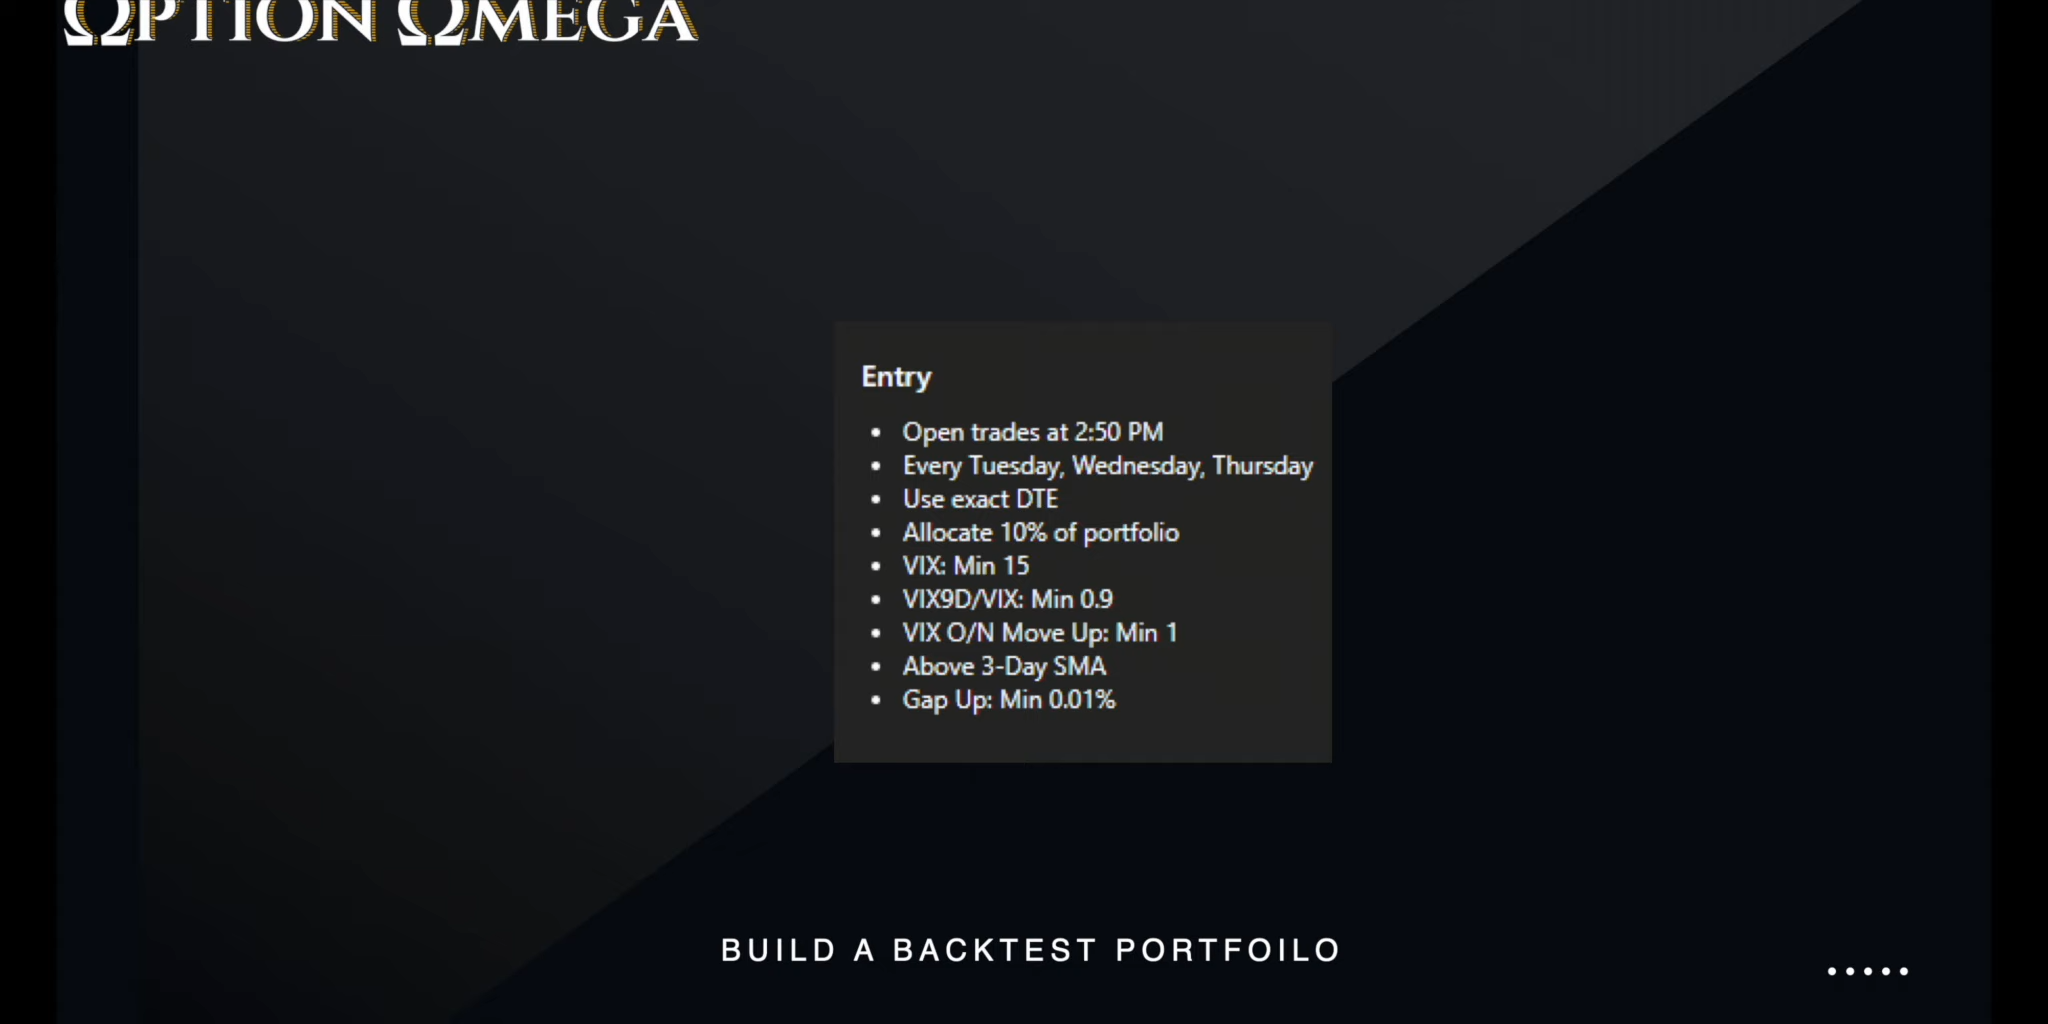 ΩPTION ΩMEGA
Entry
• Open trades at 2:50 PM
• Every Tuesday, Wednesday, Thursday
• Use exact DTE
• Allocate 10% of portfolio
• VIX: Min 15
• VIX9D/VIX: Min 0.9
• VIX O/N Move Up: Min 1
• Above 3-Day SMA
• Gap Up: Min 0.01%
BUILD A BACKTEST PORTFOILO